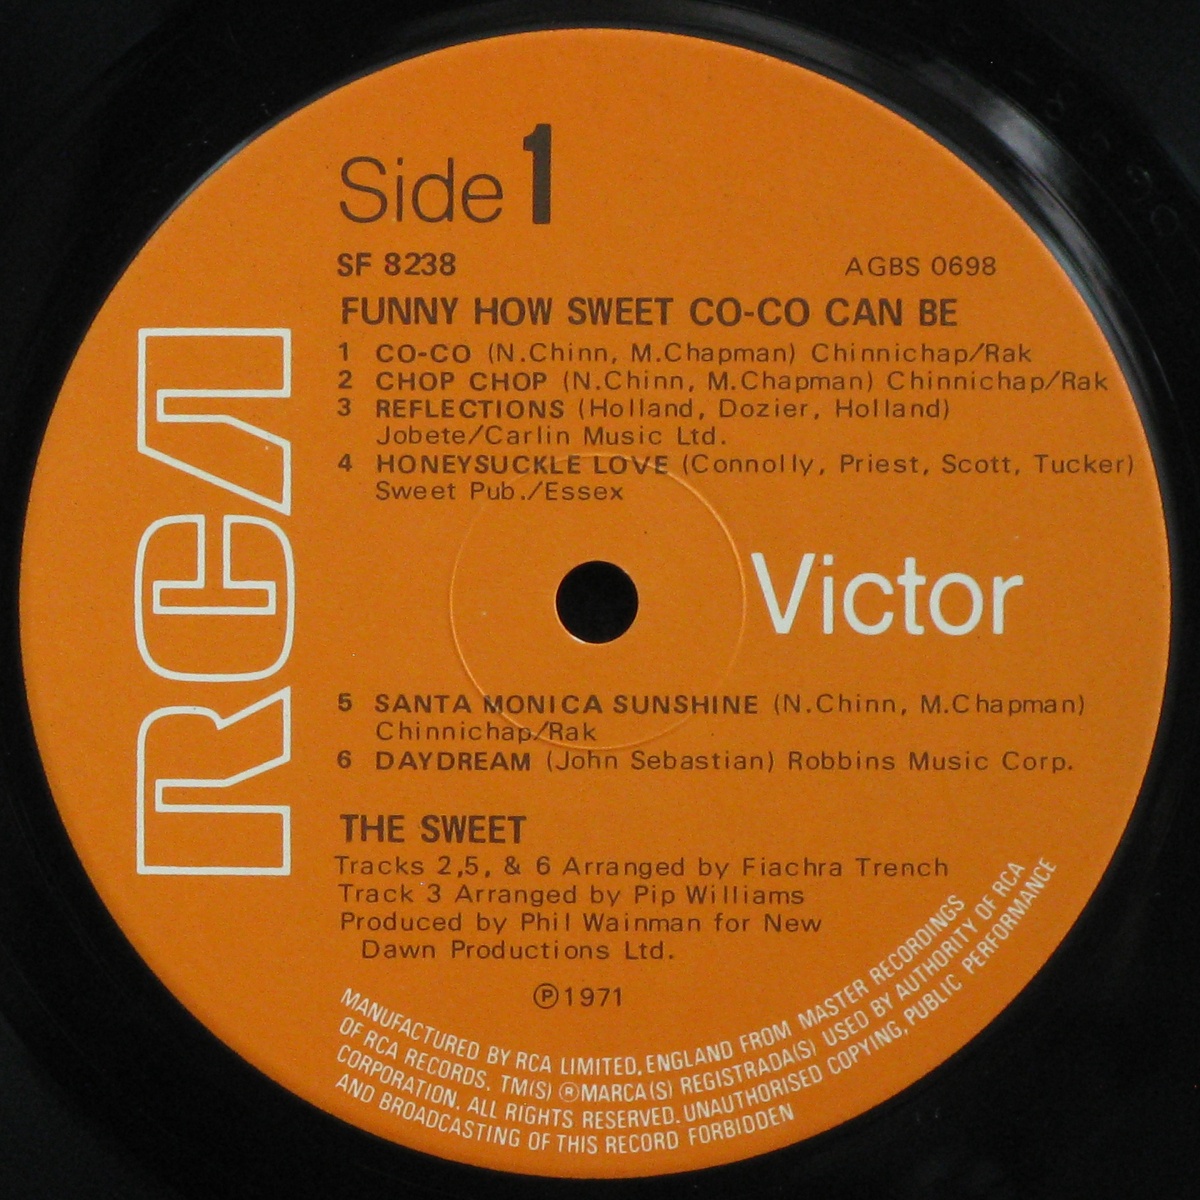 Side 1
SF 8238 AGBS 0698
FUNNY HOW SWEET CO-CO CAN BE
1 CO-CO (N.Chinn, M.Chapman) Chinnichap/Rak
2 CHOP CHOP (N.Chinn, M.Chapman) Chinnichap/Rak
3 REFLECTIONS (Holland, Dozier, Holland)
Jobete/Carlin Music Ltd.
4 HONEYSUCKLE LOVE (Connolly, Priest, Scott, Tucker)
Sweet Pub./Essex
RCA
Victor
5 SANTA MONICA SUNSHINE (N.Chinn, M.Chapman)
Chinnichap/Rak
6 DAYDREAM (John Sebastian) Robbins Music Corp.
THE SWEET
Tracks 2,5, & 6 Arranged by Fiachra Trench
Track 3 Arranged by Pip Williams
Produced by Phil Wainman for New
Dawn Productions Ltd.
℗1971
MANUFACTURED BY RCA LIMITED, ENGLAND FROM MASTER RECORDINGS
OF RCA RECORDS. TM(S) ®MARCA(S) REGISTRADA(S) USED BY AUTHORITY OF RCA
CORPORATION. ALL RIGHTS RESERVED. UNAUTHORISED COPYING, PUBLIC PERFORMANCE
AND BROADCASTING OF THIS RECORD FORBIDDEN